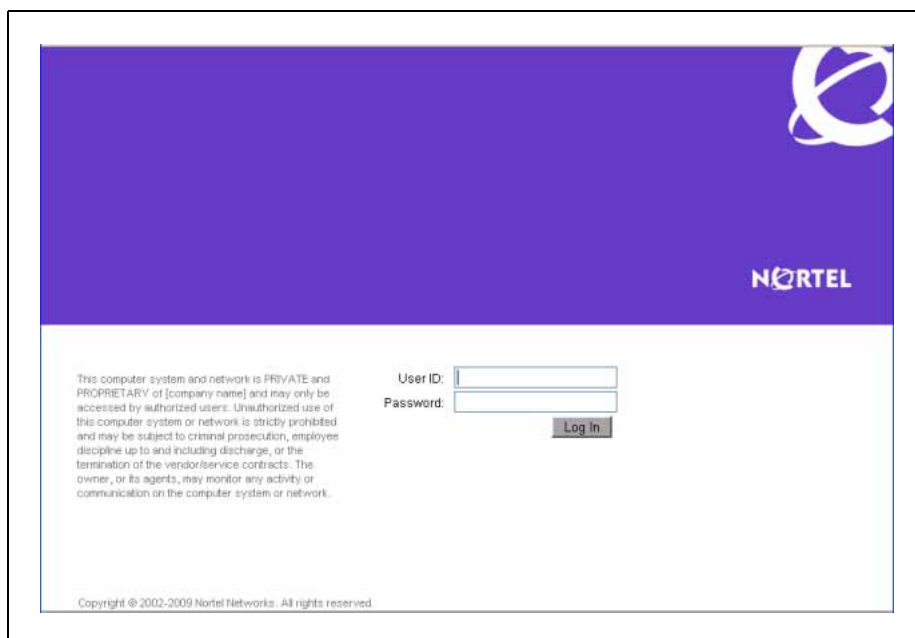 NORTEL
This computer system and network is PRIVATE and
PROPRIETARY of [company name] and may only be
accessed by authorized users. Unauthorized use of
this computer system or network is strictly prohibited
and may be subject to criminal prosecution, employee
discipline up to and including discharge, or the
termination of the vendor/service contracts. The
owner, or its agents, may monitor any activity or
communication on the computer system or network.
User ID:
Password:
Log In
Copyright © 2002-2009 Nortel Networks. All rights reserved.